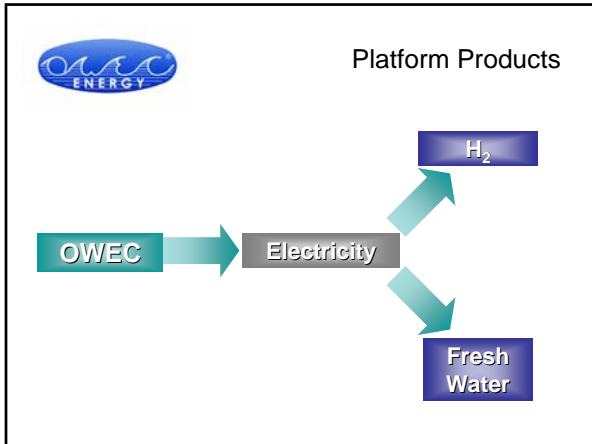 OWEC
ENERGY
Platform Products
H₂
OWEC
Electricity
Fresh
Water